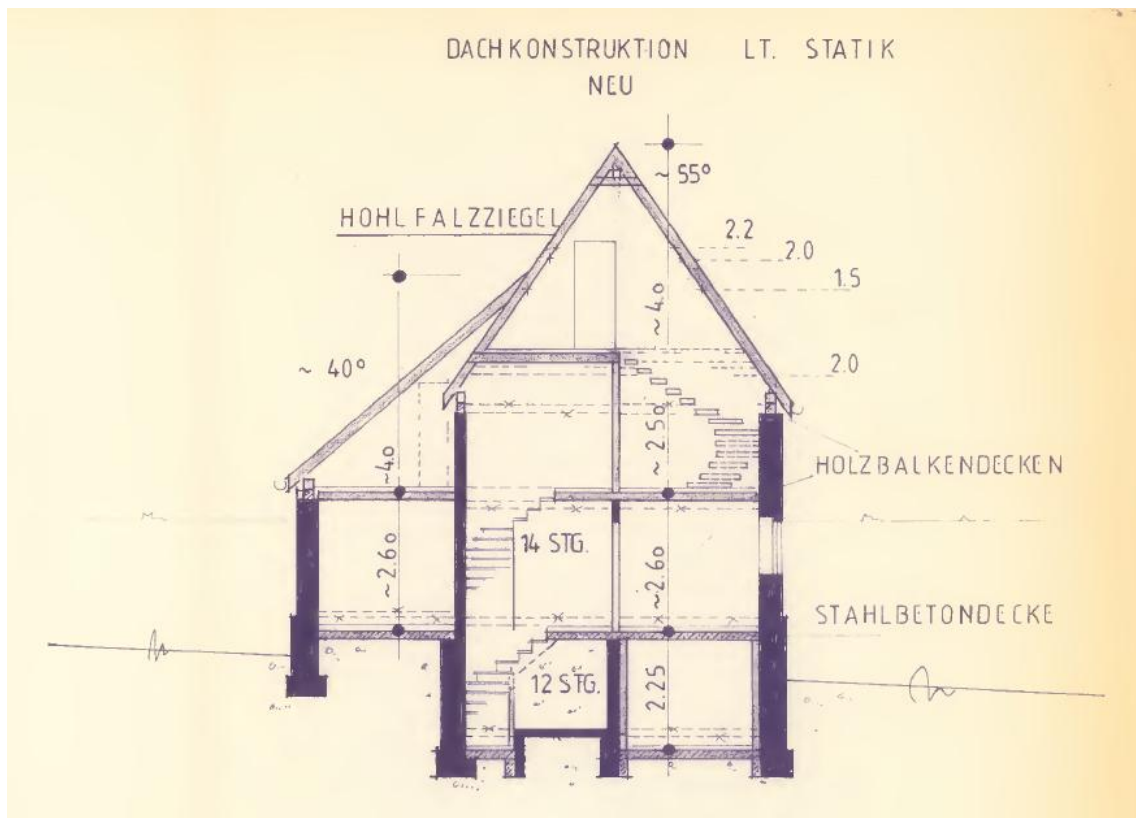 DACHKONSTRUKTION LT. STATIK
NEU
~ 55°
HOHLFALZZIEGEL
2.2
2.0
1.5
~ 4.0
2.0
~ 40°
~4.0
~ 2.50
HOLZBALKENDECKEN
14 STG.
~2.60
~2.60
STAHLBETONDECKE
12 STG.
2.25